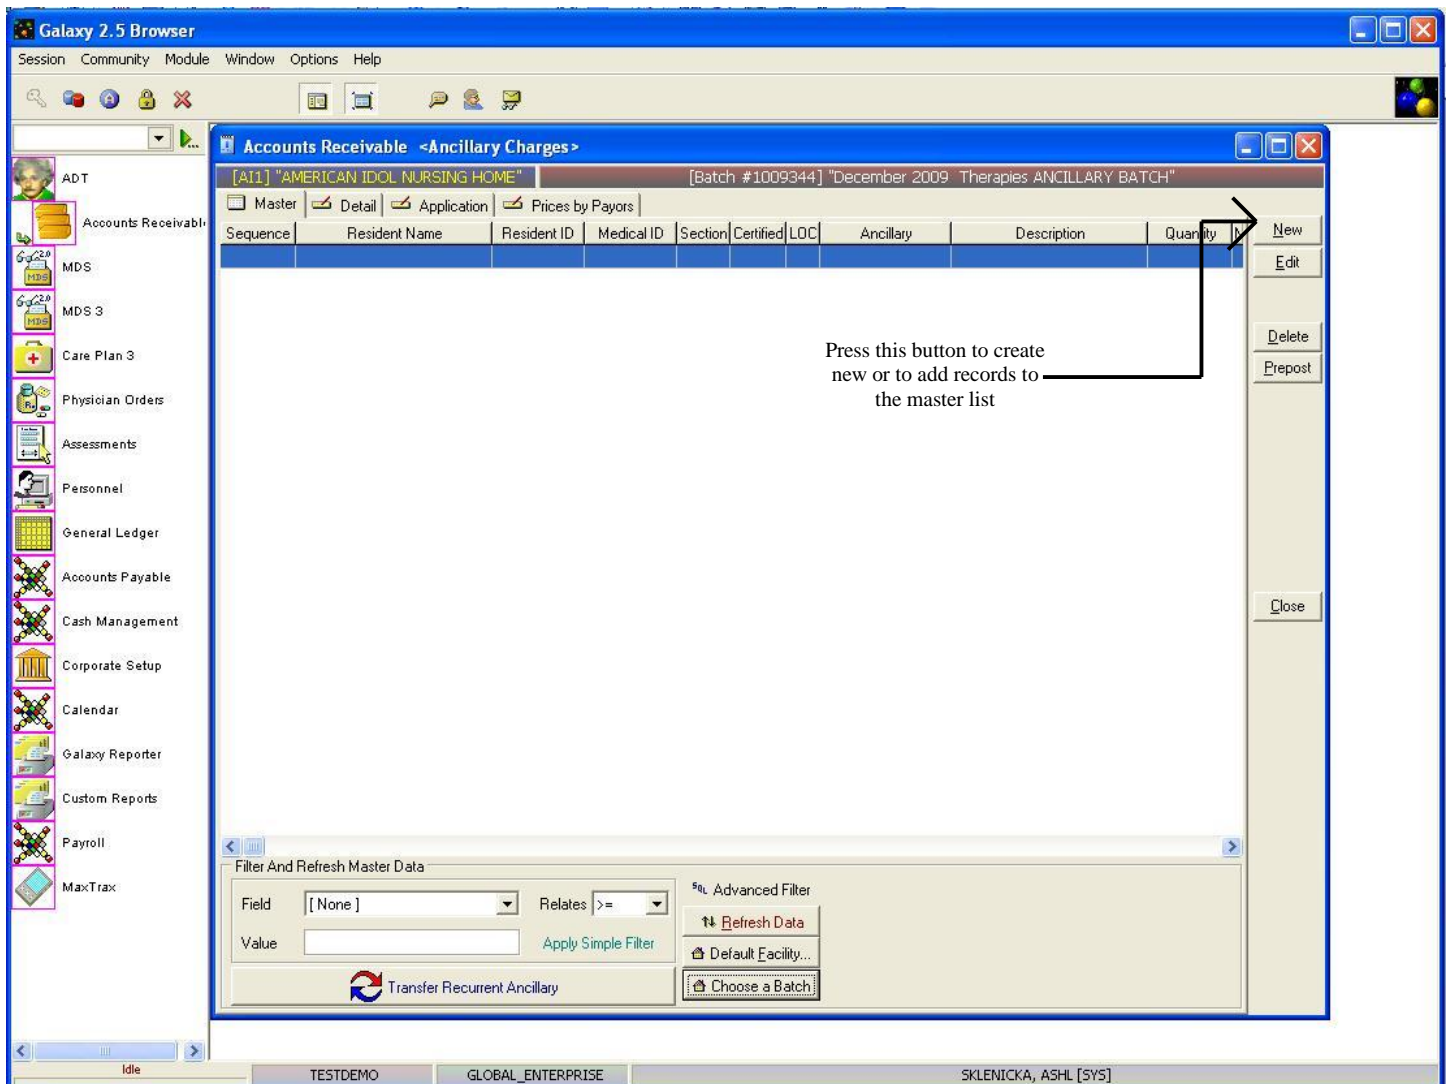 Galaxy 2.5 Browser
Session Community Module Window Options Help
Accounts Receivable <Ancillary Charges>
[AI1] "AMERICAN IDOL NURSING HOME" [Batch #1009344] "December 2009 Therapies ANCILLARY BATCH"
Master Detail Application Prices by Payors
Sequence Resident Name Resident ID Medical ID Section Certified LOC Ancillary Description Quantity
New
Edit
Delete
Prepost
Close
Press this button to create
new or to add records to
the master list
ADT
Accounts Receivable
MDS
MDS 3
Care Plan 3
Physician Orders
Assessments
Personnel
General Ledger
Accounts Payable
Cash Management
Corporate Setup
Calendar
Galaxy Reporter
Custom Reports
Payroll
MaxTrax
Filter And Refresh Master Data
Field [ None ] Relates >=
Value Apply Simple Filter
Transfer Recurrent Ancillary
SQL Advanced Filter
Refresh Data
Default Facility...
Choose a Batch
Idle TESTDEMO GLOBAL_ENTERPRISE SKLENICKA, ASHL [SYS]